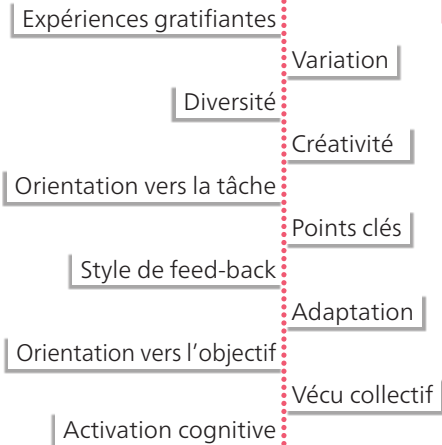 Expériences gratifiantes
Variation
Diversité
Créativité
Orientation vers la tâche
Points clés
Style de feed-back
Adaptation
Orientation vers l’objectif
Vécu collectif
Activation cognitive